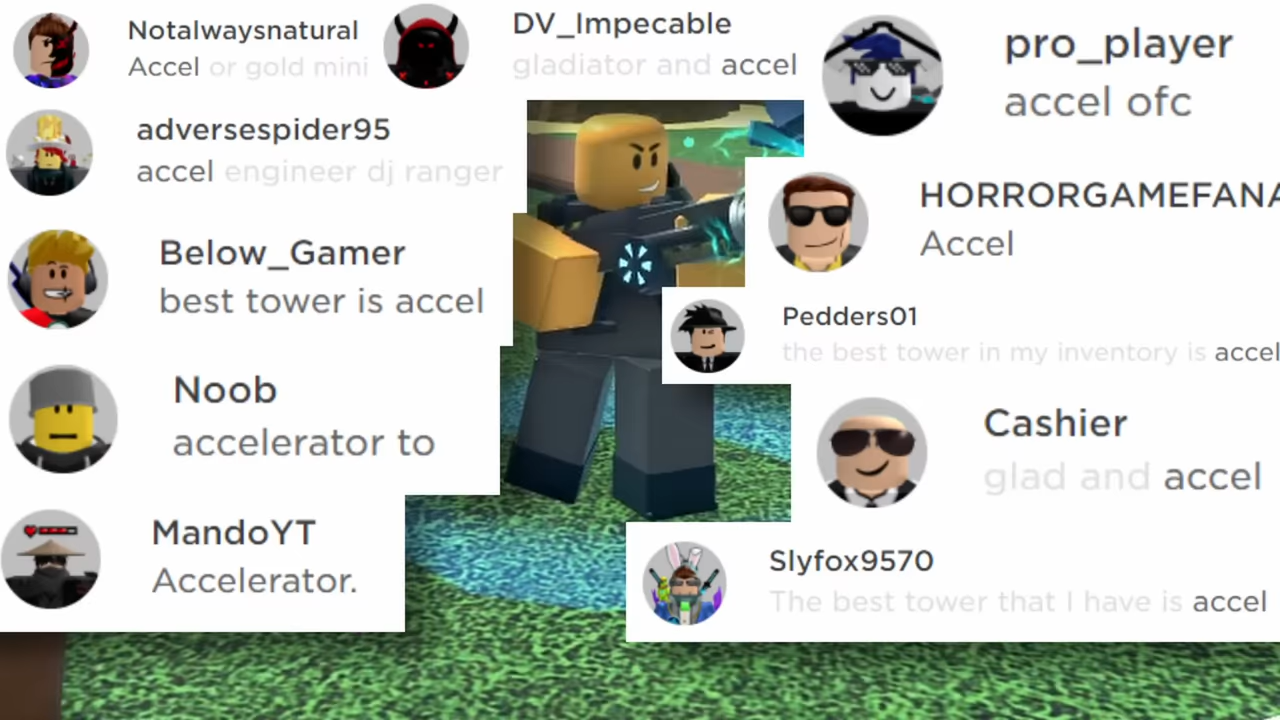 Notalwaysnatural
Accel or gold mini
DV_Impecable
gladiator and accel
pro_player
accel ofc
adversespider95
accel engineer dj ranger
HORRORGAMEFANA
Accel
Below_Gamer
best tower is accel
Pedders01
the best tower in my inventory is accel
Noob
accelerator to
Cashier
glad and accel
MandoYT
Accelerator.
Slyfox9570
The best tower that I have is accel